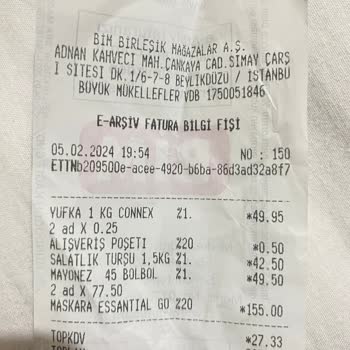 BİM BİRLEŞİK MAĞAZALAR A.Ş.
ADNAN KAHVECİ MAH.ÇANKAYA CAD.SIMAY ÇARŞ
I SİTESİ DK.1/6-7-8 BEYLİKDÜZÜ / İSTANBU
BÜYÜK MÜKELLEFLER VDB 1750051846
E-ARŞİV FATURA BİLGİ FİŞİ
05.02.2024 19:54 NO : 150
ETTN:b209500e-acee-4920-b6ba-86d3ad32a8f7
YUFKA 1 KG CONNEX %1. *49.95
2 ad X 0.25
ALIŞVERİŞ POŞETİ %20 *0.50
SALATLIK TURŞU 1,5KG %1. *42.50
MAYONEZ 45 BOLBOL %1. *49.50
2 ad X 77.50
MASKARA ESSANTIAL GO %20 *155.00
TOPKDV *27.33